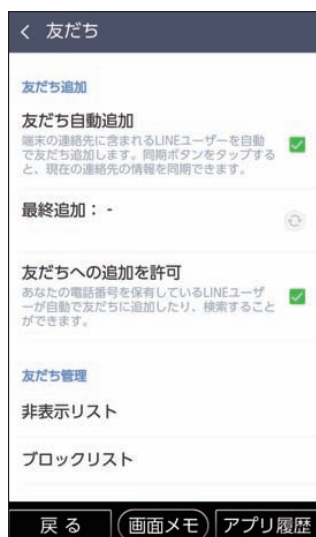 < 友だち
友だち追加
友だち自動追加
端末の連絡先に含まれるLINEユーザーを自動
で友だち追加します。同期ボタンをタップする
と、現在の連絡先の情報を同期できます。
最終追加： -
友だちへの追加を許可
あなたの電話番号を保有しているLINEユーザ
ーが自動で友だちに追加したり、検索すること
ができます。
友だち管理
非表示リスト
ブロックリスト
戻る 画面メモ アプリ履歴